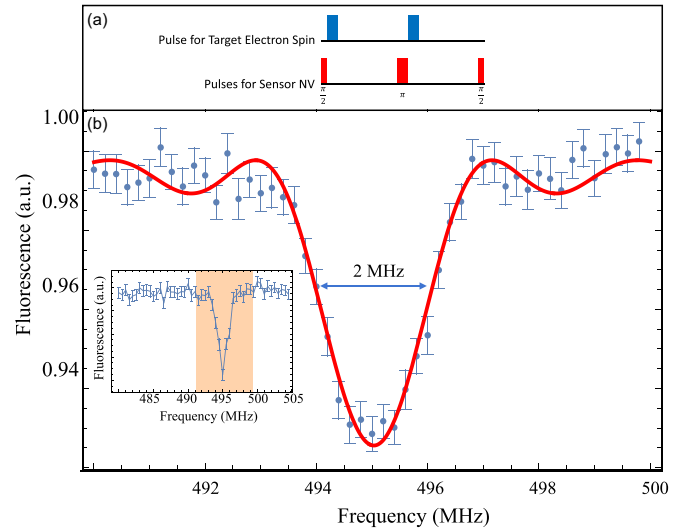 (a)
Pulse for Target Electron Spin
Pulses for Sensor NV
π/2 π π/2
(b)
1.00
0.98
0.96
0.94
Fluorescence (a.u.)
2 MHz
Fluorescence (a.u.)
485 490 495 500 505
Frequency (MHz)
492 494 496 498 500
Frequency (MHz)